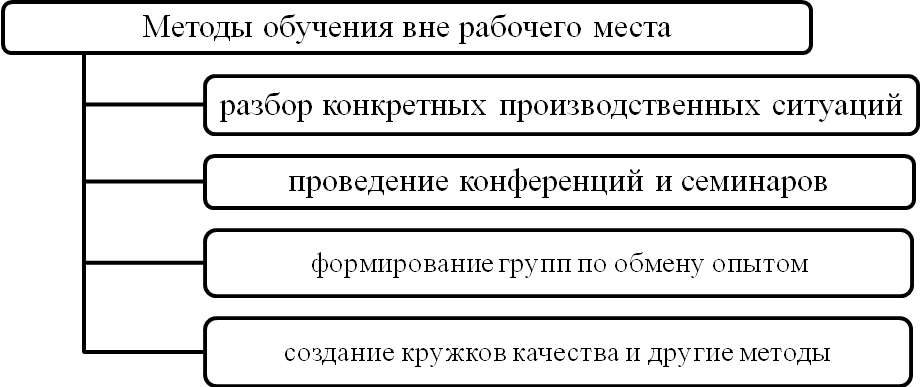 Методы обучения вне рабочего места
разбор конкретных производственных ситуаций
проведение конференций и семинаров
формирование групп по обмену опытом
создание кружков качества и другие методы